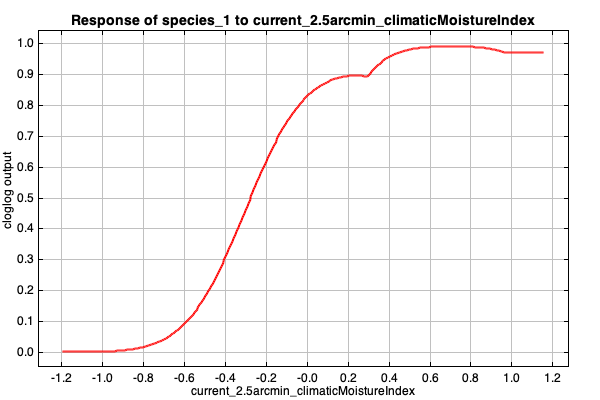 Response of species_1 to current_2.5arcmin_climaticMoistureIndex
1.0
0.9
0.8
0.7
0.6
0.5
0.4
0.3
0.2
0.1
0.0
cloglog output
-1.2 -1.0 -0.8 -0.6 -0.4 -0.2 -0.0 0.2 0.4 0.6 0.8 1.0 1.2
current_2.5arcmin_climaticMoistureIndex